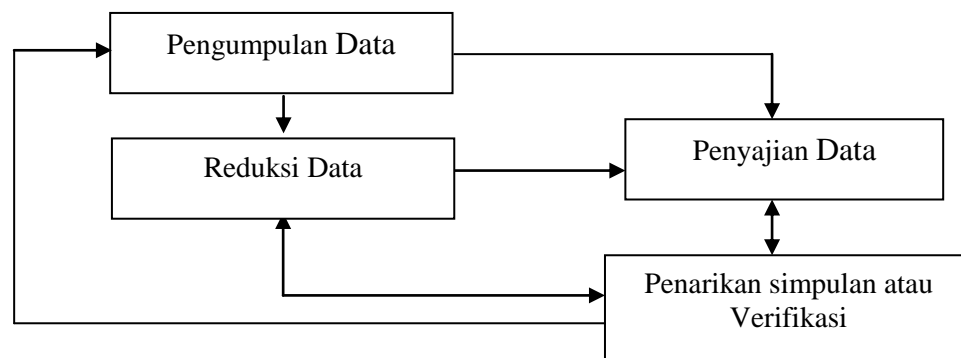 Pengumpulan Data
Reduksi Data
Penyajian Data
Penarikan simpulan atau
Verifikasi